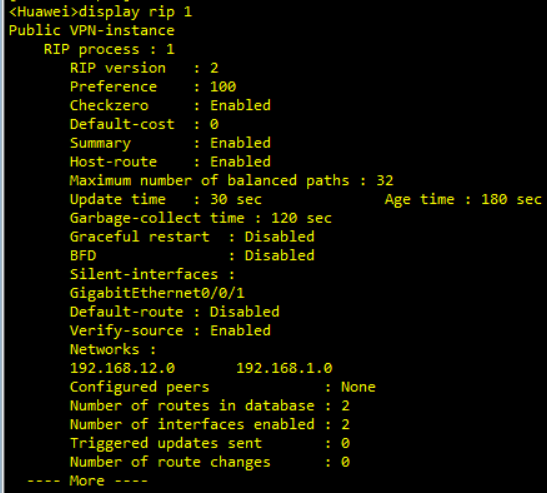 <Huawei>display rip 1
Public VPN-instance
RIP process : 1
RIP version : 2
Preference : 100
Checkzero : Enabled
Default-cost : 0
Summary : Enabled
Host-route : Enabled
Maximum number of balanced paths : 32
Update time : 30 sec Age time : 180 sec
Garbage-collect time : 120 sec
Graceful restart : Disabled
BFD : Disabled
Silent-interfaces :
GigabitEthernet0/0/1
Default-route : Disabled
Verify-source : Enabled
Networks :
192.168.12.0 192.168.1.0
Configured peers : None
Number of routes in database : 2
Number of interfaces enabled : 2
Triggered updates sent : 0
Number of route changes : 0
---- More ----